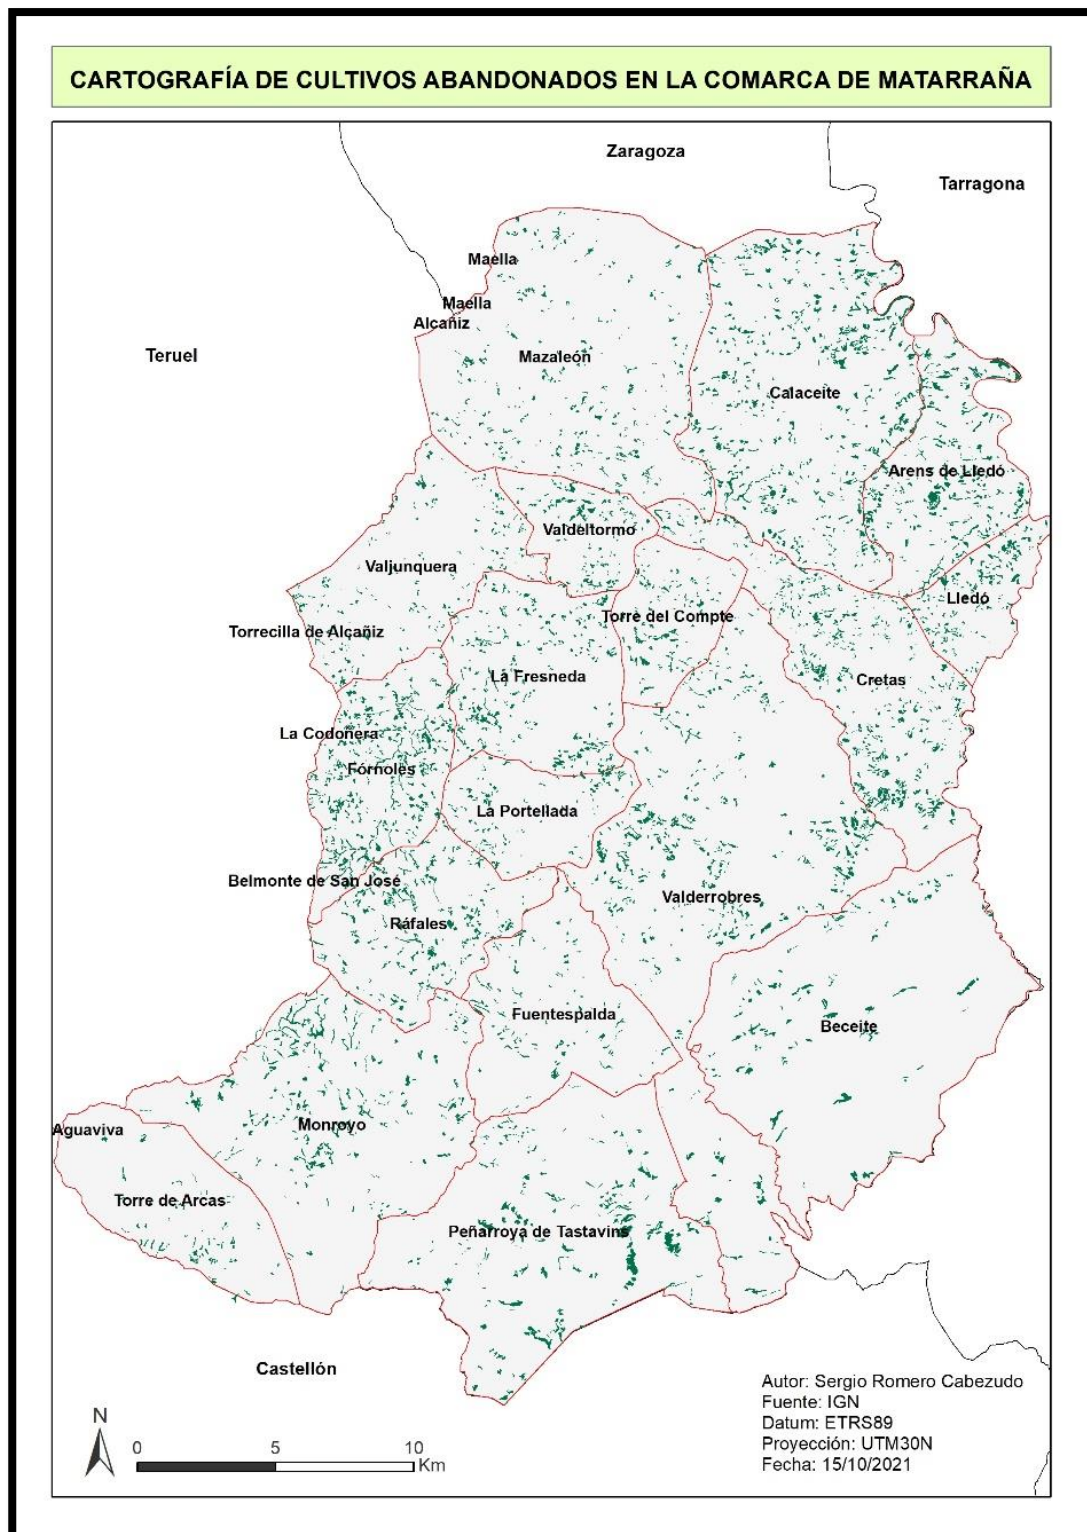 CARTOGRAFÍA DE CULTIVOS ABANDONADOS EN LA COMARCA DE MATARRAÑA
Zaragoza
Tarragona
Maella
Maella
Alcañiz
Teruel
Mazaleón
Calaceite
Arens de Lledó
Valdeltormo
Valjunquera
Lledó
Torre del Compte
Torrecilla de Alcañiz
La Fresneda
Cretas
La Codoñera
Fórnoles
La Portellada
Belmonte de San José
Valderrobres
Ráfales
Fuentespalda
Beceite
Monroyo
Aguaviva
Torre de Arcas
Peñarroya de Tastavins
Castellón
Autor: Sergio Romero Cabezudo
Fuente: IGN
Datum: ETRS89
Proyección: UTM30N
Fecha: 15/10/2021
N
0 5 10
Km